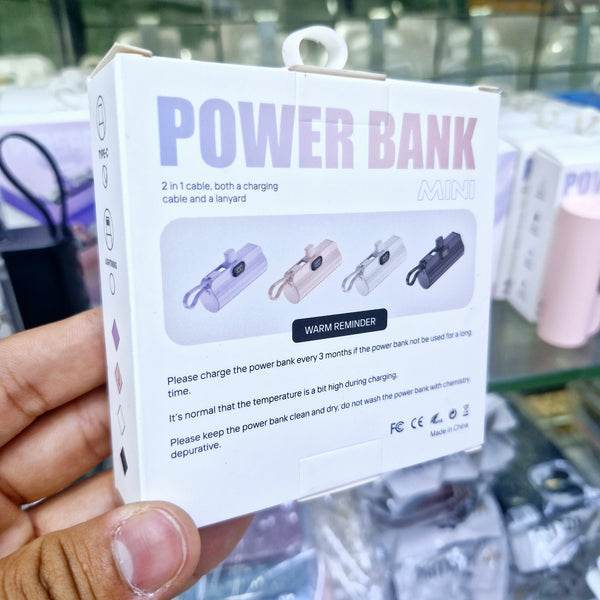 POWER BANK
MINI
2 in 1 cable, both a charging
cable and a lanyard
WARM REMINDER
Please charge the power bank every 3 months if the power bank not be used for a long
time.
It's normal that the temperature is a bit high during charging.
Please keep the power bank clean and dry, do not wash the power bank with chemistry
depurative.
FC CE
Made in China
TYPE-C
LIGHTNING
POW